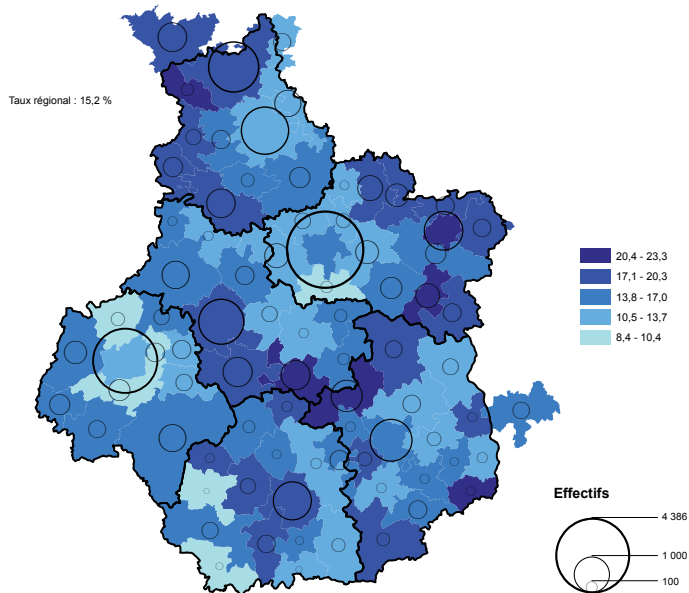 Taux régional : 15,2 %
20,4 - 23,3
17,1 - 20,3
13,8 - 17,0
10,5 - 13,7
8,4 - 10,4
Effectifs
4 386
1 000
100